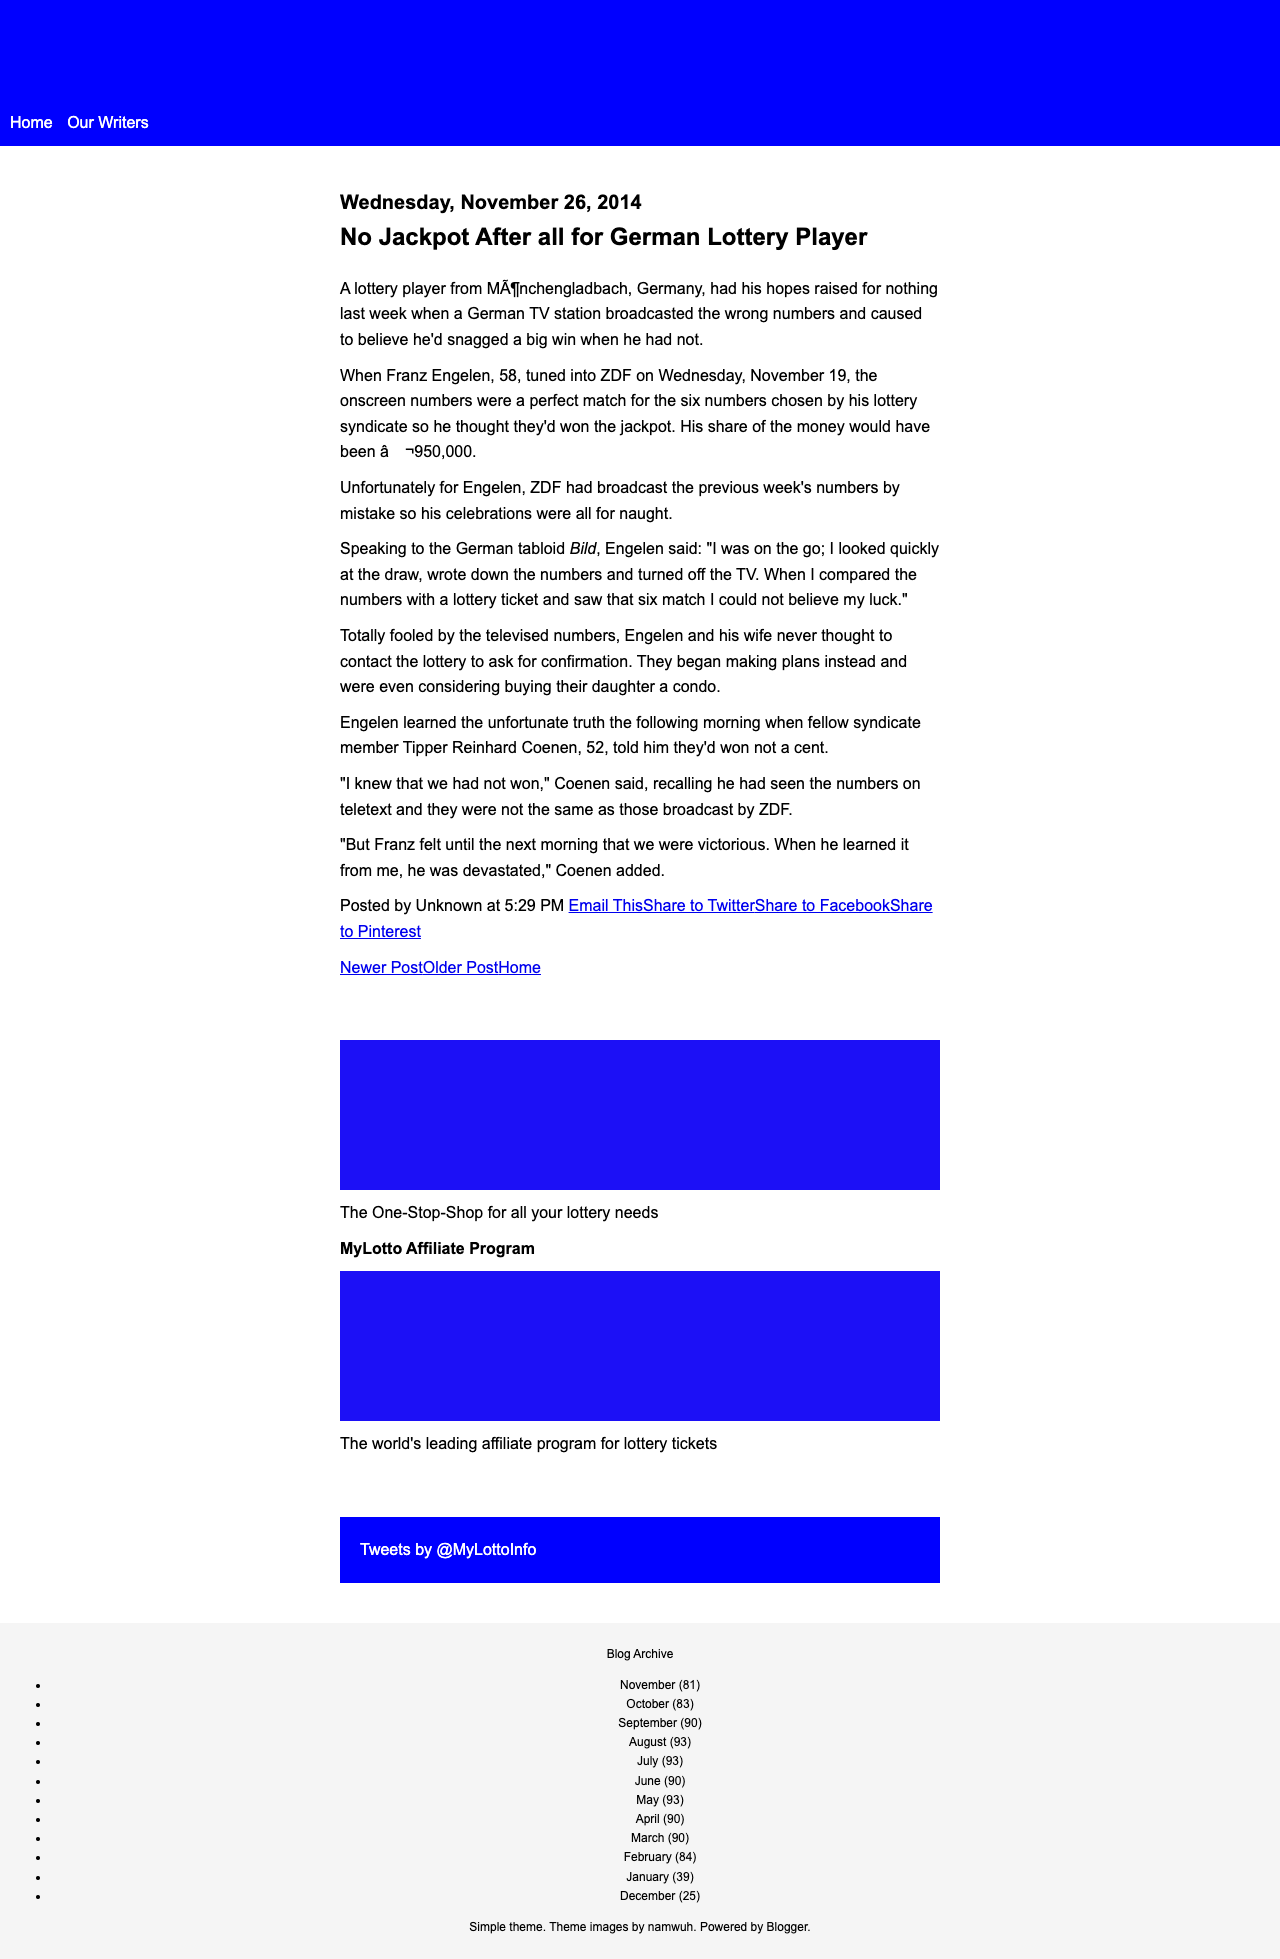 Home Our Writers
Wednesday, November 26, 2014
No Jackpot After all for German Lottery Player
A lottery player from MÃ¶nchengladbach, Germany, had his hopes raised for nothing
last week when a German TV station broadcasted the wrong numbers and caused
to believe he'd snagged a big win when he had not.
When Franz Engelen, 58, tuned into ZDF on Wednesday, November 19, the
onscreen numbers were a perfect match for the six numbers chosen by his lottery
syndicate so he thought they'd won the jackpot. His share of the money would have
been â ¬950,000.
Unfortunately for Engelen, ZDF had broadcast the previous week's numbers by
mistake so his celebrations were all for naught.
Speaking to the German tabloid Bild, Engelen said: "I was on the go; I looked quickly
at the draw, wrote down the numbers and turned off the TV. When I compared the
numbers with a lottery ticket and saw that six match I could not believe my luck."
Totally fooled by the televised numbers, Engelen and his wife never thought to
contact the lottery to ask for confirmation. They began making plans instead and
were even considering buying their daughter a condo.
Engelen learned the unfortunate truth the following morning when fellow syndicate
member Tipper Reinhard Coenen, 52, told him they'd won not a cent.
"I knew that we had not won," Coenen said, recalling he had seen the numbers on
teletext and they were not the same as those broadcast by ZDF.
"But Franz felt until the next morning that we were victorious. When he learned it
from me, he was devastated," Coenen added.
Posted by Unknown at 5:29 PM Email ThisShare to TwitterShare to FacebookShare
to Pinterest
Newer PostOlder PostHome
The One-Stop-Shop for all your lottery needs
MyLotto Affiliate Program
The world's leading affiliate program for lottery tickets
Tweets by @MyLottoInfo
Blog Archive
November (81)
October (83)
September (90)
August (93)
July (93)
June (90)
May (93)
April (90)
March (90)
February (84)
January (39)
December (25)
Simple theme. Theme images by namwuh. Powered by Blogger.